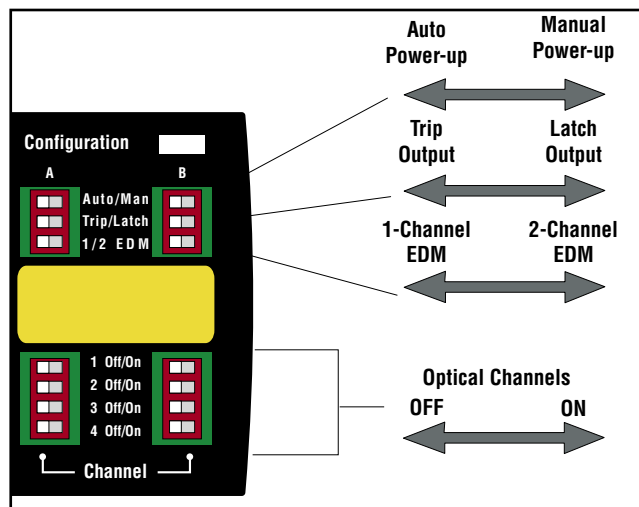 Auto
Power-up
Manual
Power-up
Trip
Output
Latch
Output
1-Channel
EDM
2-Channel
EDM
Optical Channels
OFF
ON
Configuration
A
B
Auto/Man
Trip/Latch
1/2 EDM
1 Off/On
2 Off/On
3 Off/On
4 Off/On
Channel